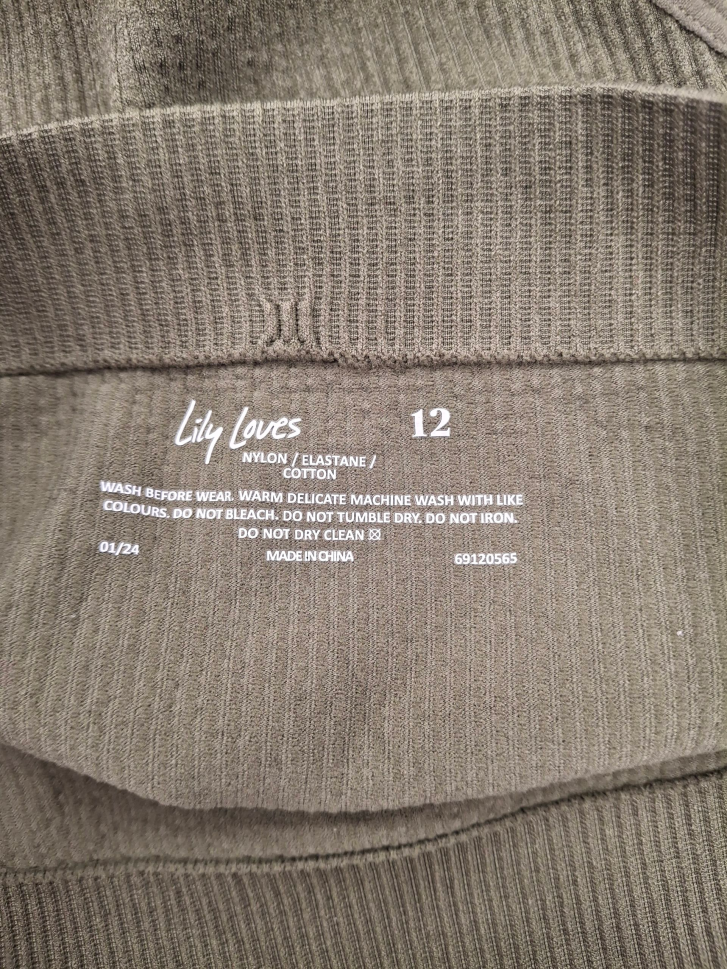 Lily Loves 12
NYLON / ELASTANE /
COTTON
WASH BEFORE WEAR. WARM DELICATE MACHINE WASH WITH LIKE
COLOURS. DO NOT BLEACH. DO NOT TUMBLE DRY. DO NOT IRON.
DO NOT DRY CLEAN
01/24 MADE IN CHINA 69120565